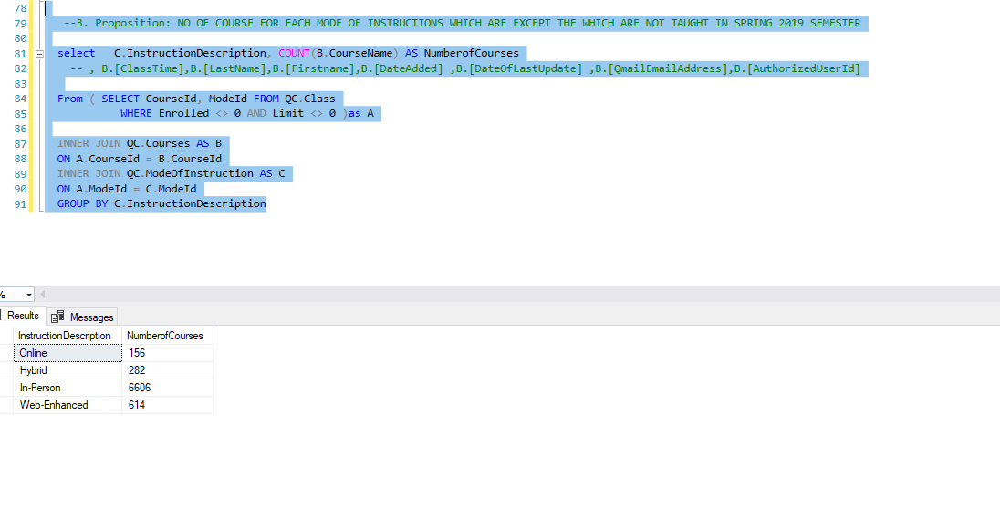 78
79 --3. Proposition: NO OF COURSE FOR EACH MODE OF INSTRUCTIONS WHICH ARE EXCEPT THE WHICH ARE NOT TAUGHT IN SPRING 2019 SEMESTER
80
81 select C.InstructionDescription, COUNT(B.CourseName) AS NumberofCourses
82 -- , B.[ClassTime],B.[LastName],B.[Firstname],B.[DateAdded] ,B.[DateOfLastUpdate] ,B.[QmailEmailAddress],B.[AuthorizedUserId]
83
84 From ( SELECT CourseId, ModeId FROM QC.Class
85 WHERE Enrolled <> 0 AND Limit <> 0 )as A
86
87 INNER JOIN QC.Courses AS B
88 ON A.CourseId = B.CourseId
89 INNER JOIN QC.ModeOfInstruction AS C
90 ON A.ModeId = C.ModeId
91 GROUP BY C.InstructionDescription
%
Results Messages
InstructionDescription NumberofCourses
Online 156
Hybrid 282
In-Person 6606
Web-Enhanced 614